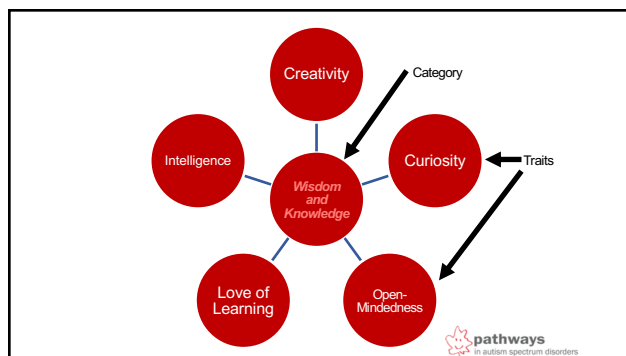 Creativity
Category
Intelligence
Curiosity
Traits
Wisdom
and
Knowledge
Love of
Learning
Open-
Mindedness
pathways
in autism spectrum disorders